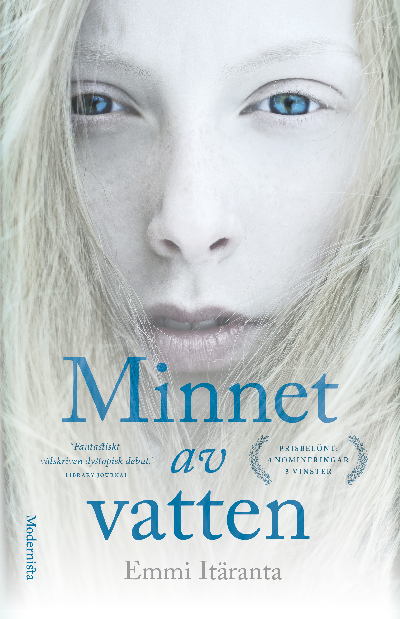 Minnet
av
vatten
"Fantastiskt
välskriven dystopisk debut."
LIBRARY JOURNAL
PRISBELÖNT.
4 NOMINERINGAR
3 VINSTER
Modernista
Emmi Itäranta